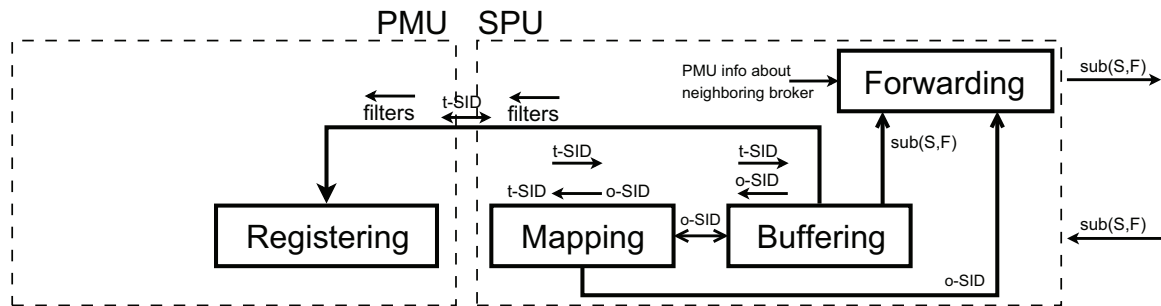 PMU SPU
PMU info about
neighboring broker
Forwarding
sub(S,F)
filters
t-SID
filters
sub(S,F)
t-SID
t-SID
t-SID
o-SID
o-SID
Registering
Mapping
o-SID
Buffering
sub(S,F)
o-SID